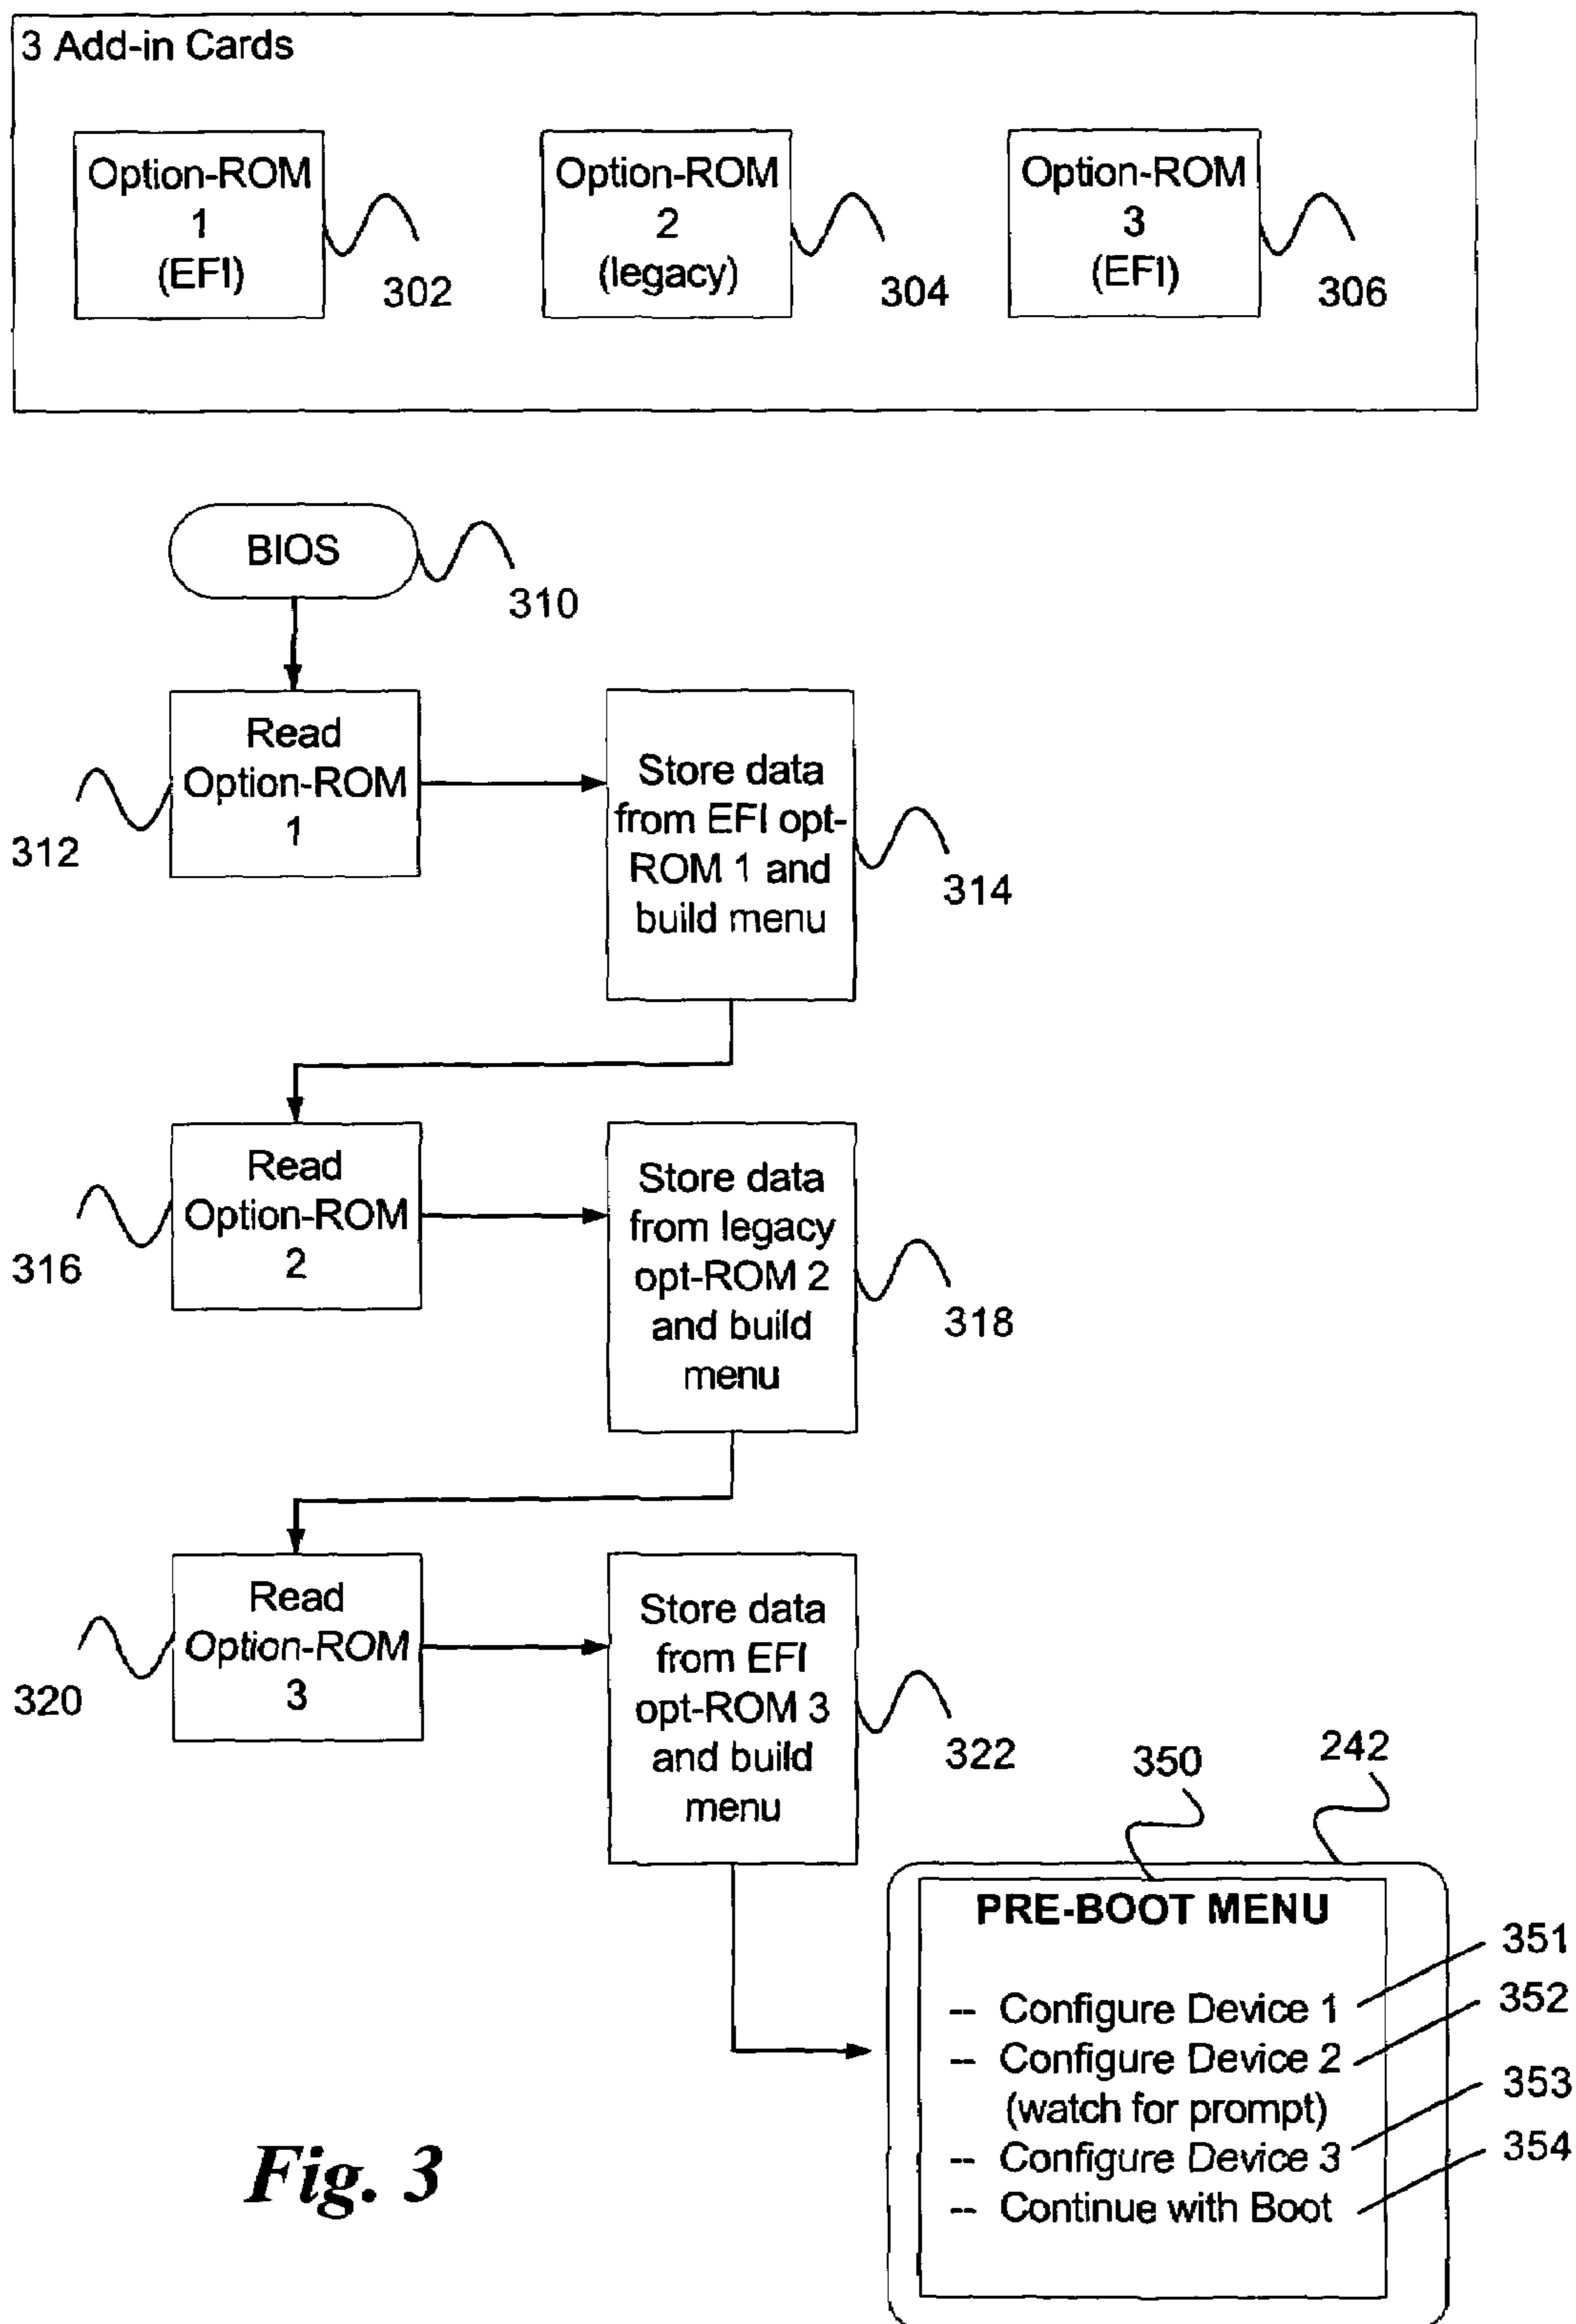 3 Add-in Cards
Option-ROM
1
(EFI)
302
Option-ROM
2
(legacy)
304
Option-ROM
3
(EFI)
306
BIOS
310
Read
Option-ROM
1
312
Store data
from EFI opt-
ROM 1 and
build menu
314
Read
Option-ROM
2
316
Store data
from legacy
opt-ROM 2
and build
menu
318
Read
Option-ROM
3
320
Store data
from EFI
opt-ROM 3
and build
menu
322
350
242
PRE-BOOT MENU
-- Configure Device 1
351
-- Configure Device 2
352
(watch for prompt)
-- Configure Device 3
353
-- Continue with Boot
354
Fig. 3